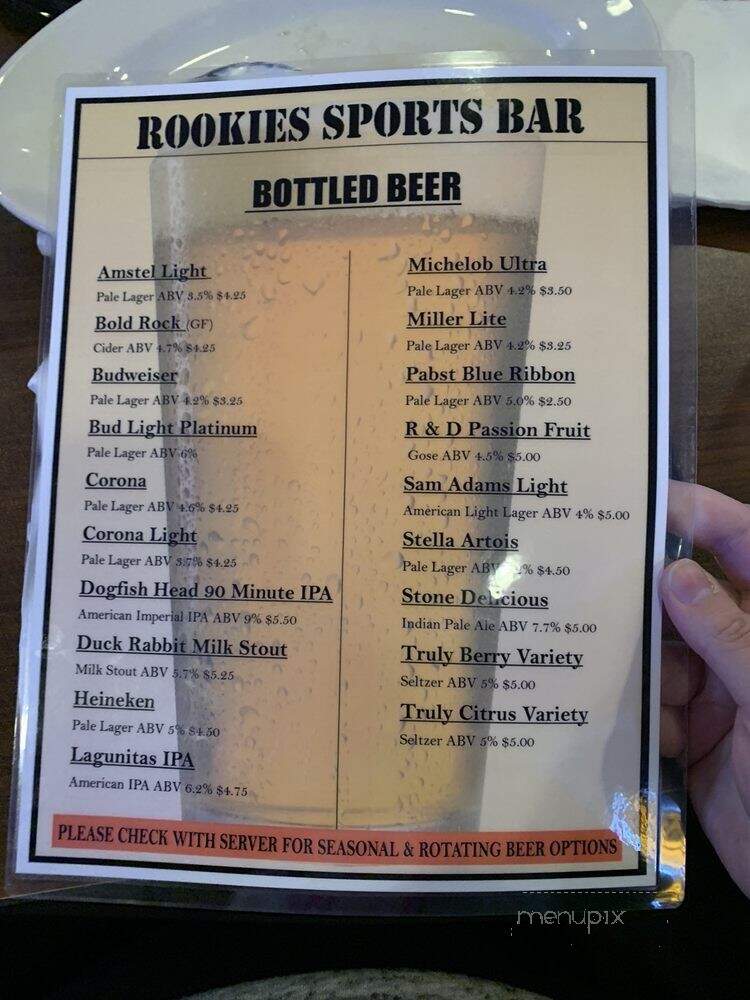 ROOKIES SPORTS BAR
BOTTLED BEER
Amstel Light
Pale Lager ABV 3.5% $4.25
Bold Rock (GF)
Cider ABV 4.7% $4.25
Budweiser
Pale Lager ABV 4.2% $3.25
Bud Light Platinum
Pale Lager ABV 6%
Corona
Pale Lager ABV 4.6% $4.25
Corona Light
Pale Lager ABV 3.7% $4.25
Dogfish Head 90 Minute IPA
American Imperial IPA ABV 9% $5.50
Duck Rabbit Milk Stout
Milk Stout ABV 5.7% $5.25
Heineken
Pale Lager ABV 5% $4.50
Lagunitas IPA
American IPA ABV 6.2% $4.75
Michelob Ultra
Pale Lager ABV 4.2% $3.50
Miller Lite
Pale Lager ABV 4.2% $3.25
Pabst Blue Ribbon
Pale Lager ABV 5.0% $2.50
R & D Passion Fruit
Gose ABV 4.5% $5.00
Sam Adams Light
American Light Lager ABV 4% $5.00
Stella Artois
Pale Lager ABV $4.50
Stone Delicious
Indian Pale Ale ABV 7.7% $5.00
Truly Berry Variety
Seltzer ABV 5% $5.00
Truly Citrus Variety
Seltzer ABV 5% $5.00
PLEASE CHECK WITH SERVER FOR SEASONAL & ROTATING BEER OPTIONS
menupix